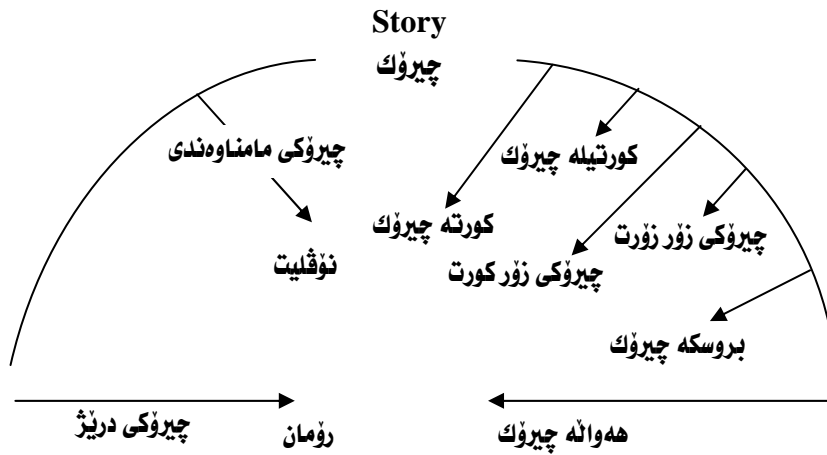 Story
چیرۆك
چیرۆکی مامناوەندی
کورتیلە چیرۆك
کورتە چیرۆك
چیرۆکی زۆر زۆرت
نۆڤلیت
چیرۆکی زۆر کورت
بروسکە چیرۆك
چیرۆکی درێژ
رۆمان
هەواڵە چیرۆك